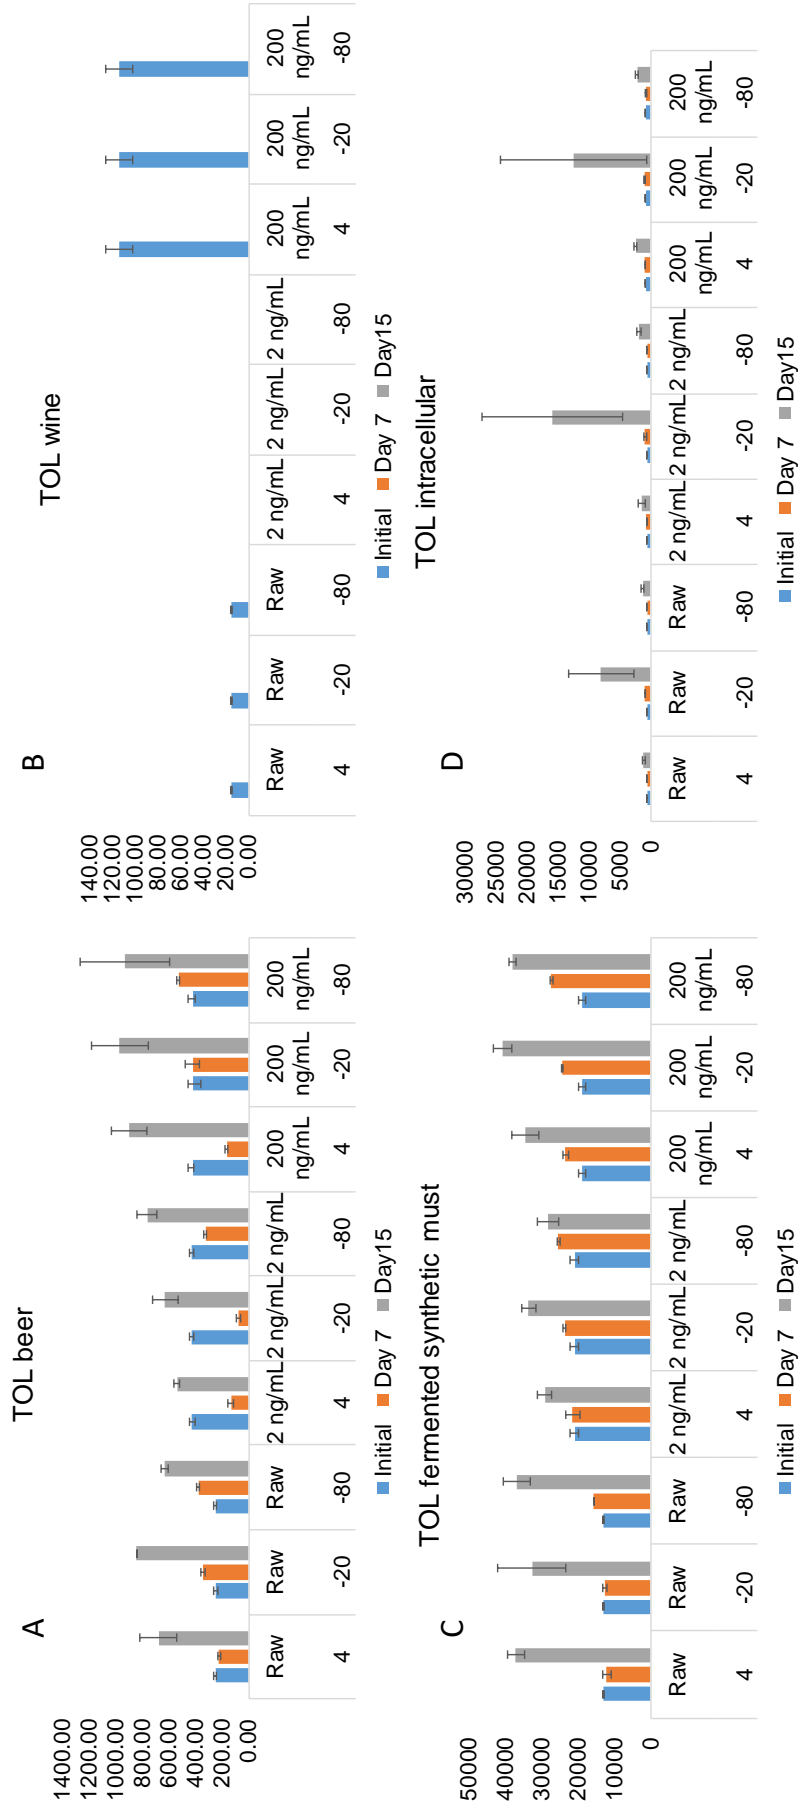 A
TOL beer
1400.00
1200.00
1000.00
800.00
600.00
400.00
200.00
0.00
Raw Raw Raw 2 ng/mL 2 ng/mL 2 ng/mL 200 ng/mL 200 ng/mL 200 ng/mL
4 -20 -80 4 -20 -80 4 -20 -80
Initial Day 7 Day15
B
TOL wine
140.00
120.00
100.00
80.00
60.00
40.00
20.00
0.00
Raw Raw Raw 2 ng/mL 2 ng/mL 2 ng/mL 200 ng/mL 200 ng/mL 200 ng/mL
4 -20 -80 4 -20 -80 4 -20 -80
Initial Day 7 Day15
C
TOL fermented synthetic must
50000
40000
30000
20000
10000
0
Raw Raw Raw 2 ng/mL 2 ng/mL 2 ng/mL 200 ng/mL 200 ng/mL 200 ng/mL
4 -20 -80 4 -20 -80 4 -20 -80
Initial Day 7 Day15
D
TOL intracellular
30000
25000
20000
15000
10000
5000
0
Raw Raw Raw 2 ng/mL 2 ng/mL 2 ng/mL 200 ng/mL 200 ng/mL 200 ng/mL
4 -20 -80 4 -20 -80 4 -20 -80
Initial Day 7 Day15